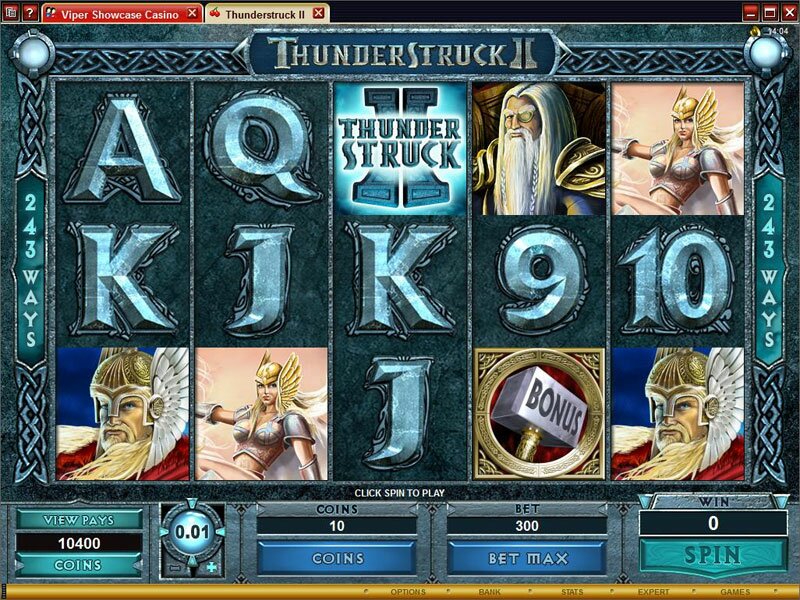 Viper Showcase Casino
Thunderstruck II
14:04
THUNDERSTRUCK II
A Q THUNDER STRUCK II
243 WAYS
243 WAYS
K J K 9 10
J BONUS
CLICK SPIN TO PLAY
VIEW PAYS
10400
COINS
0.01
COINS
10
COINS
BET
300
BET MAX
WIN
0
SPIN
OPTIONS BANK STATS EXPERT GAMES